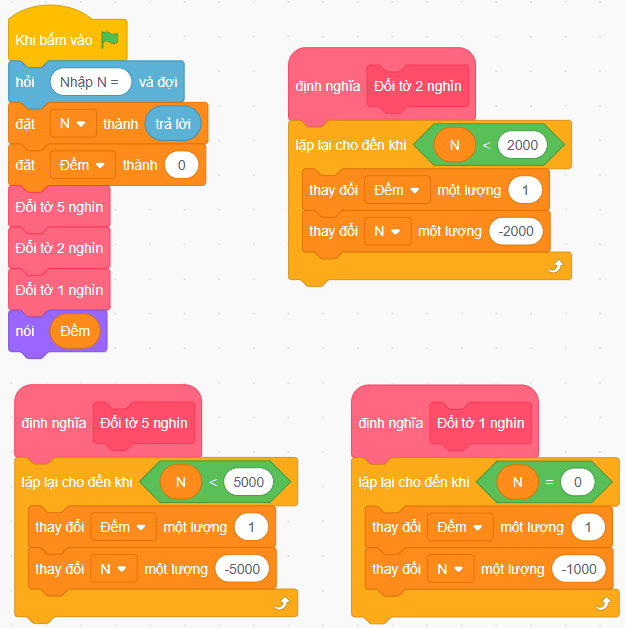 Khi bấm vào
hỏi Nhập N = và đợi
đặt N thành trả lời
đặt Đếm thành 0
Đổi tờ 5 nghìn
Đổi tờ 2 nghìn
Đổi tờ 1 nghìn
nói Đếm
định nghĩa Đổi tờ 2 nghìn
lặp lại cho đến khi N < 2000
thay đổi Đếm một lượng 1
thay đổi N một lượng -2000
định nghĩa Đổi tờ 5 nghìn
lặp lại cho đến khi N < 5000
thay đổi Đếm một lượng 1
thay đổi N một lượng -5000
định nghĩa Đổi tờ 1 nghìn
lặp lại cho đến khi N = 0
thay đổi Đếm một lượng 1
thay đổi N một lượng -1000